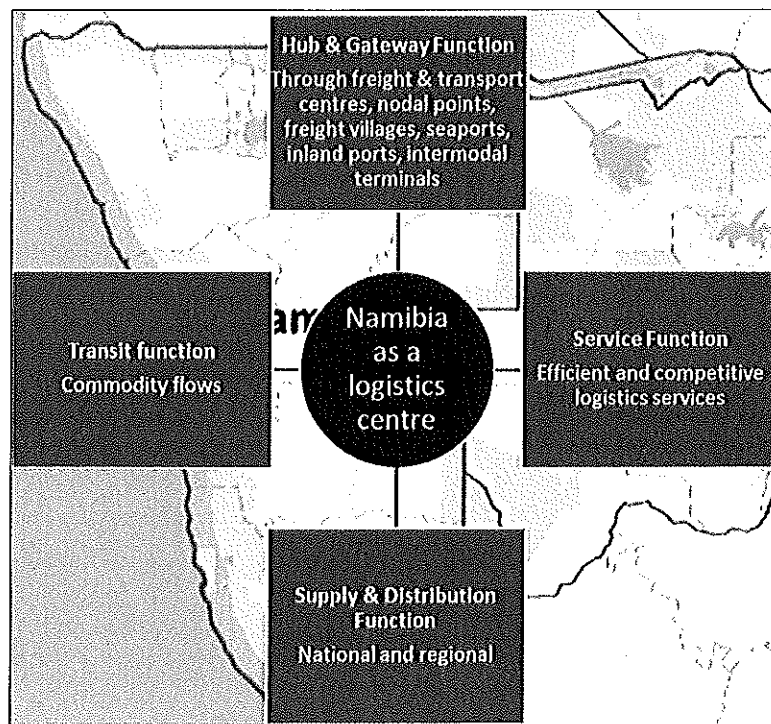 Hub & Gateway Function
Through freight & transport
centres, nodal points,
freight villages, seaports,
inland ports, intermodal
terminals
Transit function
Commodity flows
am
Namibia
as a
logistics
centre
Service Function
Efficient and competitive
logistics services
Supply & Distribution
Function
National and regional